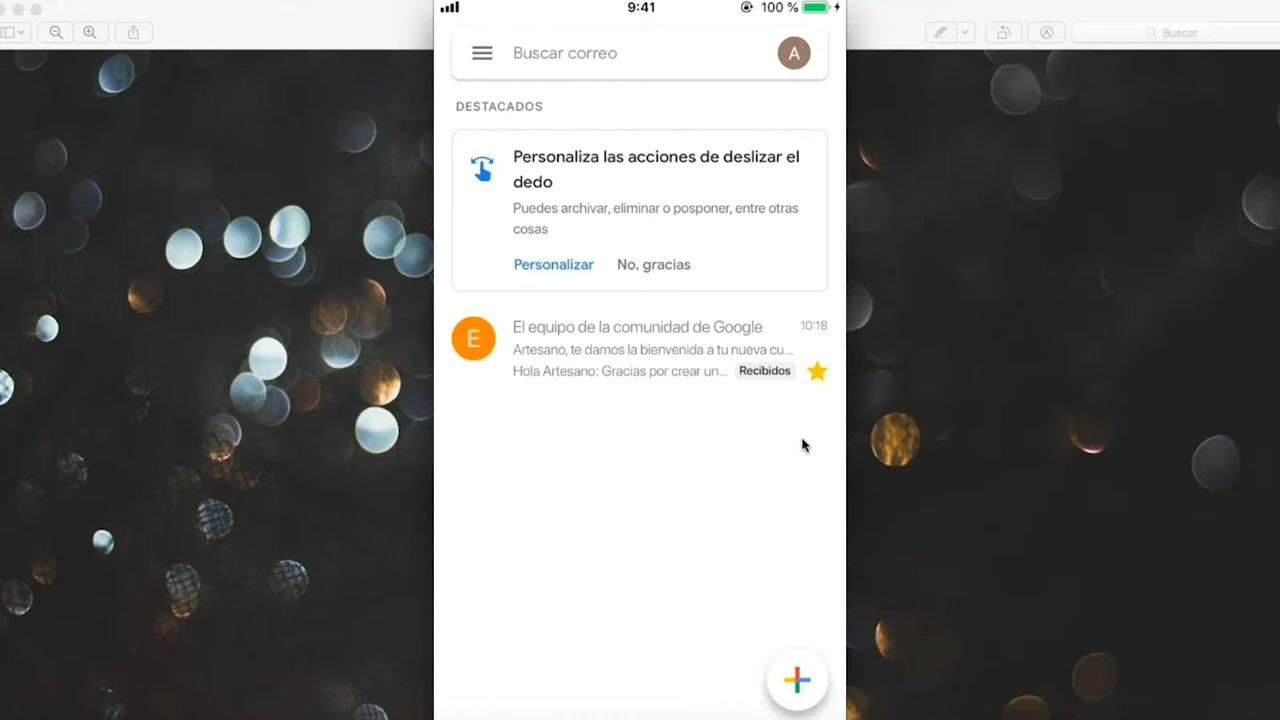 9:41
100 %
Buscar
Buscar correo
A
DESTACADOS
Personaliza las acciones de deslizar el
dedo
Puedes archivar, eliminar o posponer, entre otras
cosas
Personalizar
No, gracias
E
El equipo de la comunidad de Google
10:18
Artesano, te damos la bienvenida a tu nueva cu...
Hola Artesano: Gracias por crear un...
Recibidos